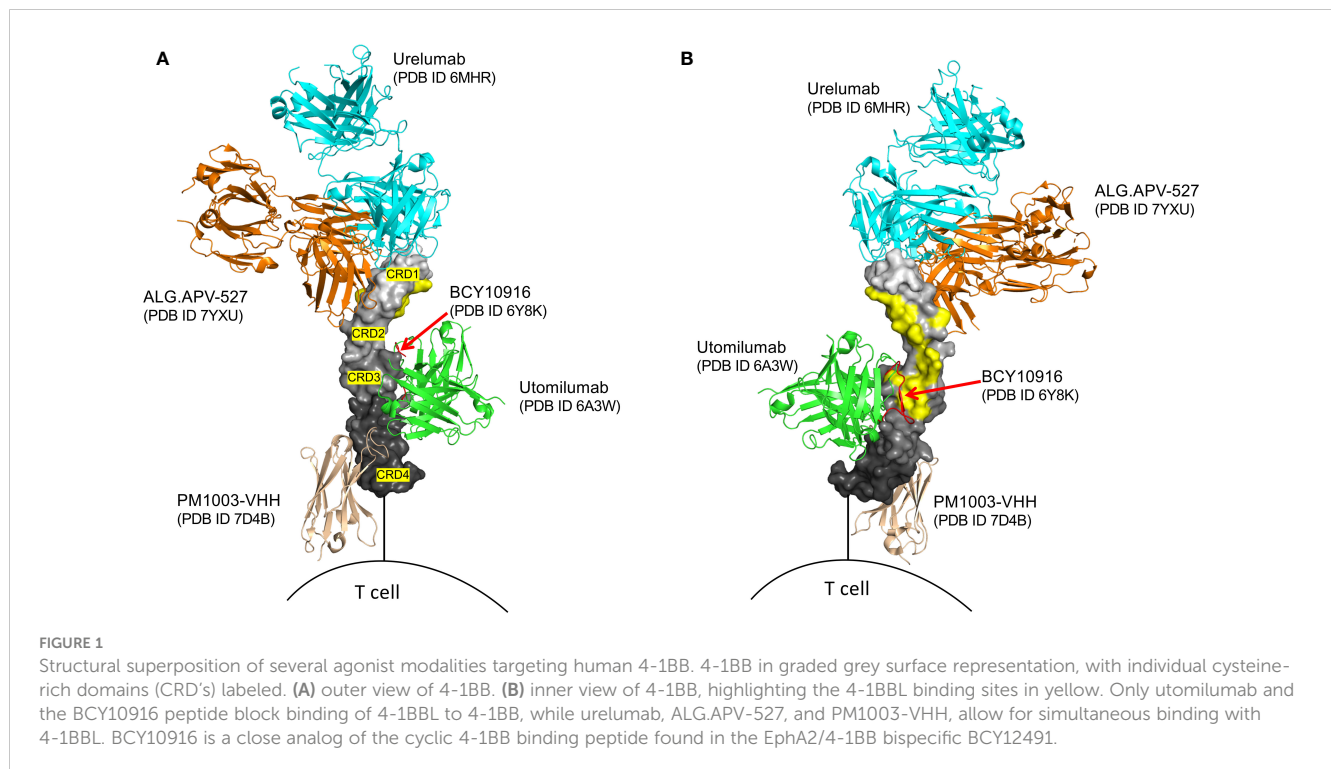 A
Urelumab
(PDB ID 6MHR)
ALG.APV-527
(PDB ID 7YXU)
CRD1
BCY10916
(PDB ID 6Y8K)
CRD2
CRD3
Utomilumab
(PDB ID 6A3W)
CRD4
PM1003-VHH
(PDB ID 7D4B)
T cell
B
Urelumab
(PDB ID 6MHR)
ALG.APV-527
(PDB ID 7YXU)
Utomilumab
(PDB ID 6A3W)
BCY10916
(PDB ID 6Y8K)
PM1003-VHH
(PDB ID 7D4B)
T cell
FIGURE 1
Structural superposition of several agonist modalities targeting human 4-1BB. 4-1BB in graded grey surface representation, with individual cysteine-
rich domains (CRD's) labeled. (A) outer view of 4-1BB. (B) inner view of 4-1BB, highlighting the 4-1BBL binding sites in yellow. Only utomilumab and
the BCY10916 peptide block binding of 4-1BBL to 4-1BB, while urelumab, ALG.APV-527, and PM1003-VHH, allow for simultaneous binding with
4-1BBL. BCY10916 is a close analog of the cyclic 4-1BB binding peptide found in the EphA2/4-1BB bispecific BCY12491.